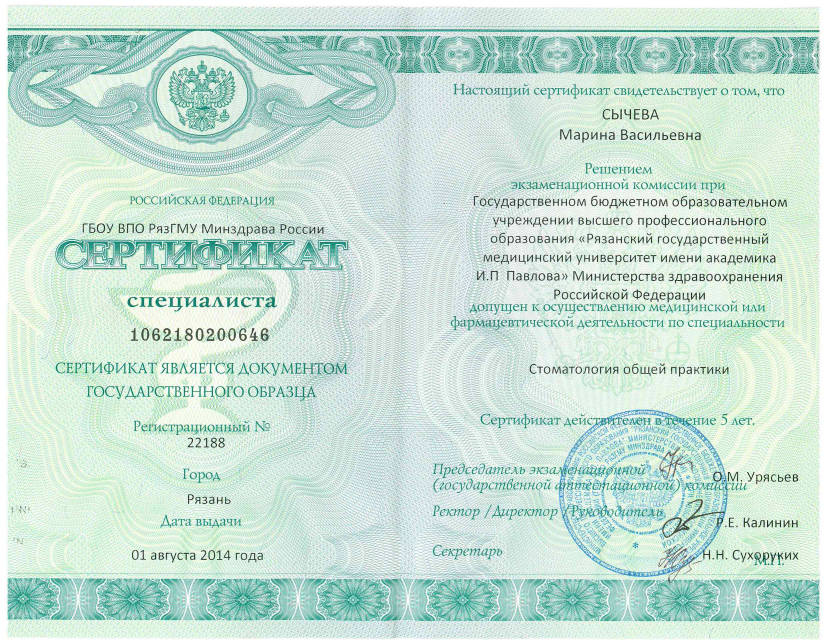 РОССИЙСКАЯ ФЕДЕРАЦИЯ
ГБОУ ВПО РязГМУ Минздрава России
СЕРТИФИКАТ
специалиста
1062180200646
СЕРТИФИКАТ ЯВЛЯЕТСЯ ДОКУМЕНТОМ
ГОСУДАРСТВЕННОГО ОБРАЗЦА
Регистрационный №
22188
Город
Рязань
Дата выдачи
01 августа 2014 года
Настоящий сертификат свидетельствует о том, что
СЫЧЕВА
Марина Васильевна
Решением
экзаменационной комиссии при
Государственном бюджетном образовательном
учреждении высшего профессионального
образования «Рязанский государственный
медицинский университет имени академика
И.П Павлова» Министерства здравоохранения
Российской Федерации
допущен к осуществлению медицинской или
фармацевтической деятельности по специальности
Стоматология общей практики
Сертификат действителен в течение 5 лет.
Председатель экзаменационной
(государственной аттестационной) комиссии
О.М. Урясьев
Ректор /Директор /Руководитель
Р.Е. Калинин
Секретарь
Н.Н. Сухоруких
М.П.